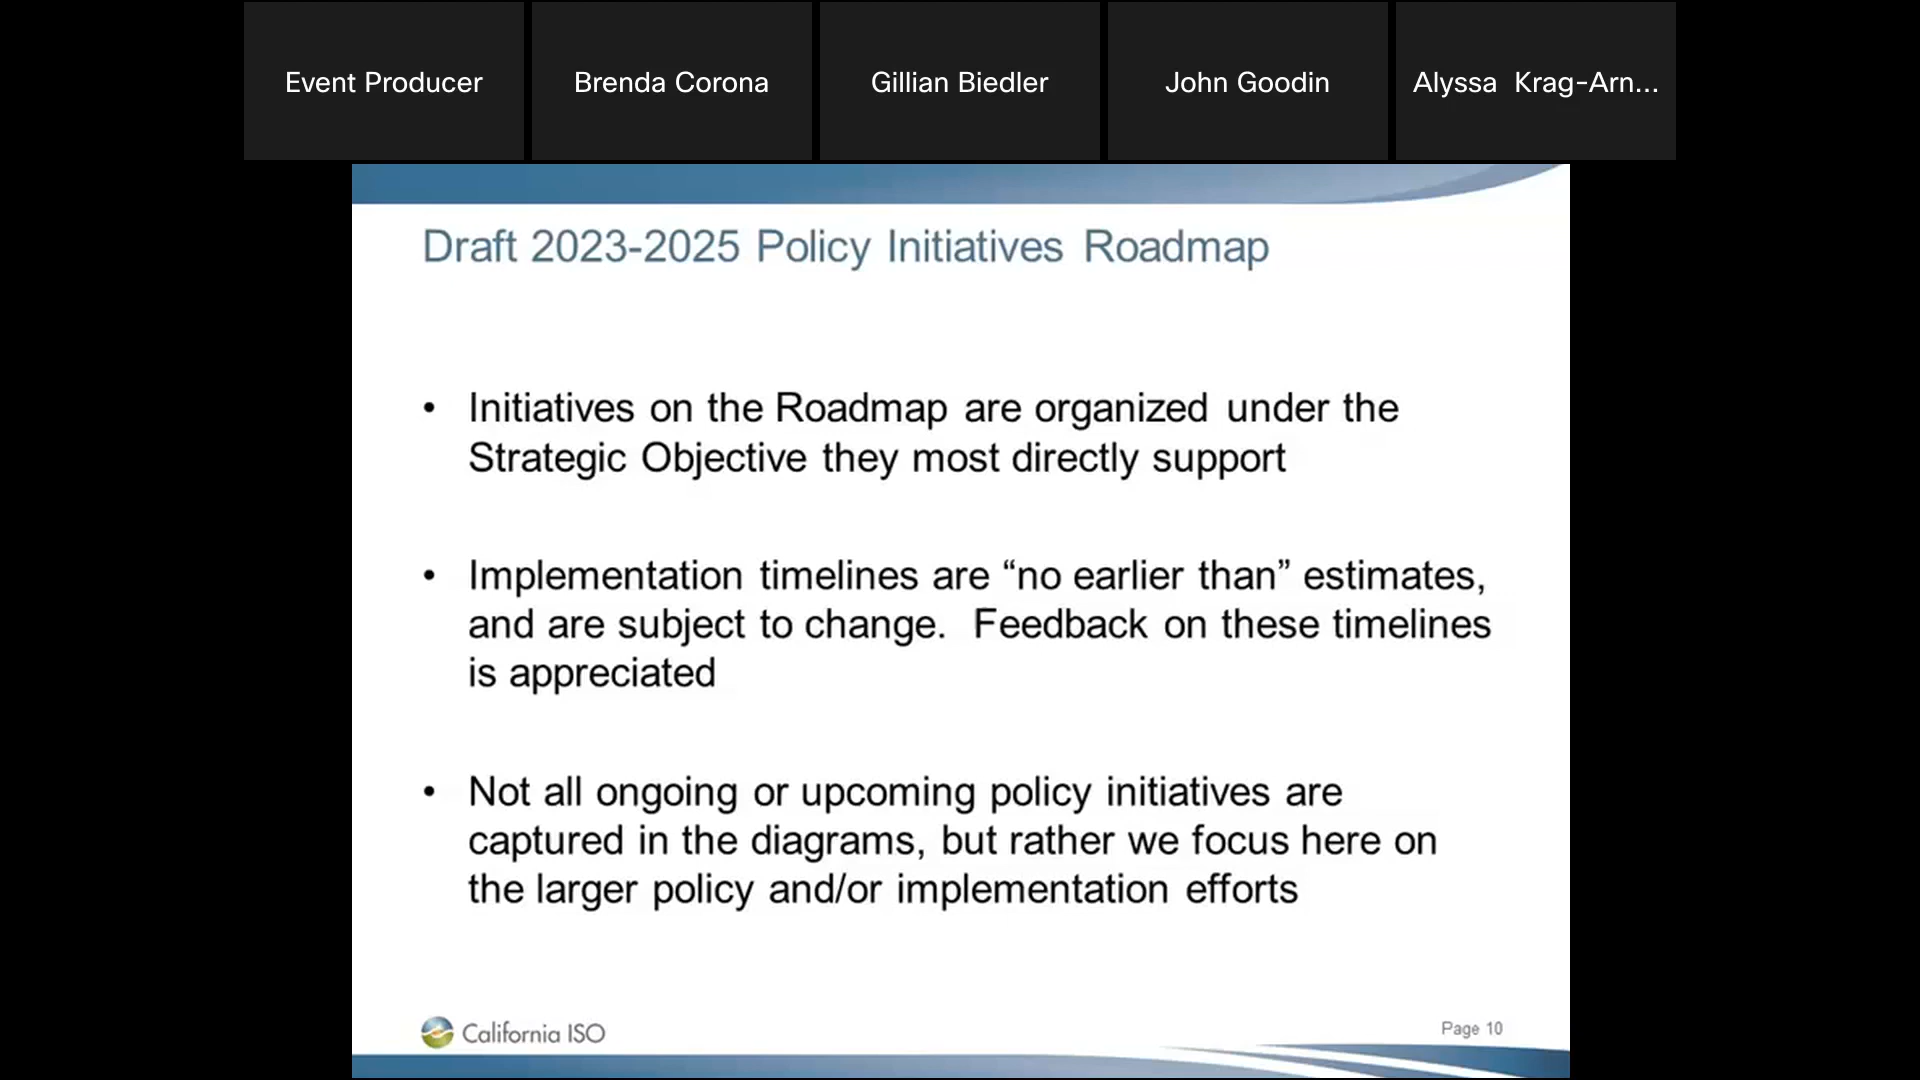 Event Producer
Brenda Corona
Gillian Biedler
John Goodin
Alyssa Krag-Arn...
Draft 2023-2025 Policy Initiatives Roadmap
• Initiatives on the Roadmap are organized under the
Strategic Objective they most directly support
• Implementation timelines are “no earlier than” estimates,
and are subject to change. Feedback on these timelines
is appreciated
• Not all ongoing or upcoming policy initiatives are
captured in the diagrams, but rather we focus here on
the larger policy and/or implementation efforts
California ISO
Page 10